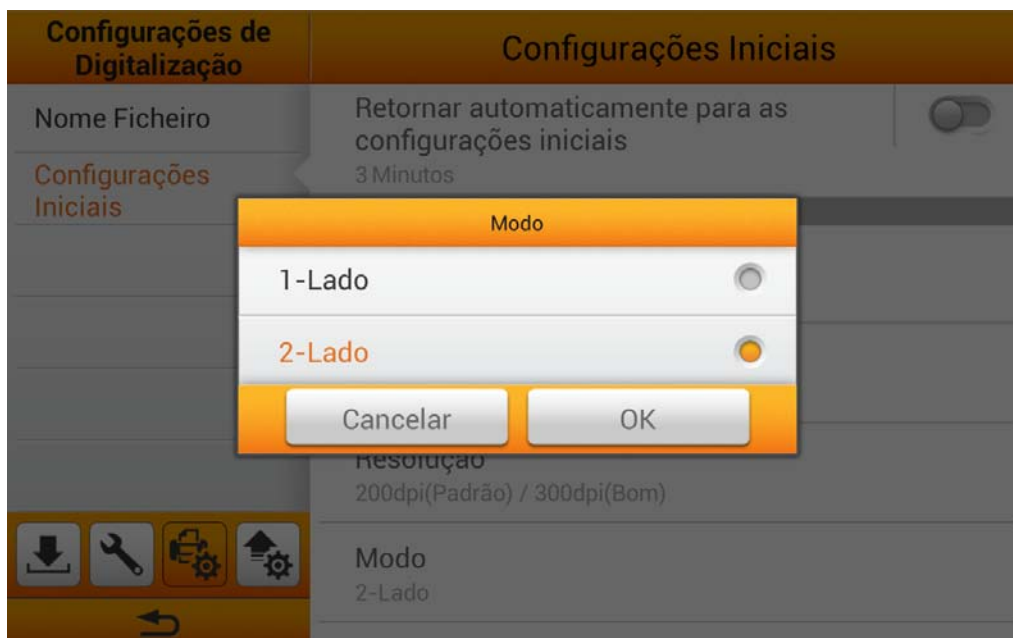 Configurações de
Digitalização
Configurações Iniciais
Nome Ficheiro
Configurações
Iniciais
Retornar automaticamente para as
configurações iniciais
3 Minutos
Modo
1-Lado
2-Lado
Cancelar
OK
Resolução
200dpi(Padrão) / 300dpi(Bom)
Modo
2-Lado